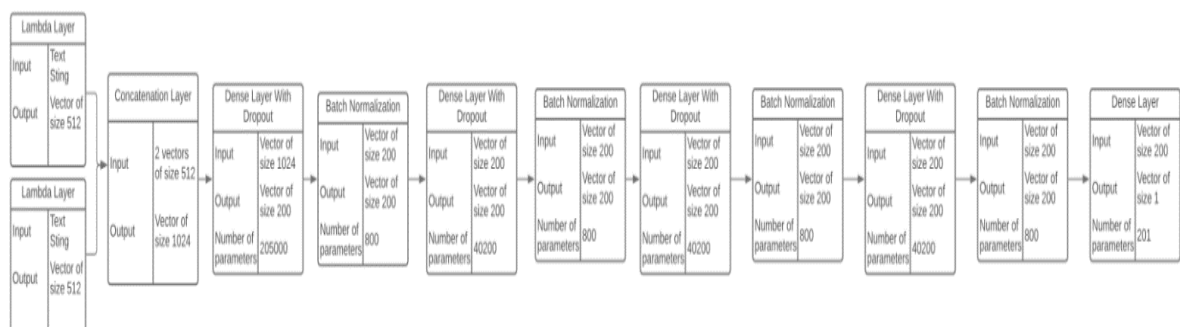 Lambda Layer
Input
Text
Sting
Output
Vector of
size 512
Lambda Layer
Input
Text
Sting
Output
Vector of
size 512
Concatenation Layer
Input
2 vectors
of size 512
Output
Vector of
size 1024
Dense Layer With
Dropout
Input
Vector of
size 1024
Output
Vector of
size 200
Number of
parameters
205000
Batch Normalization
Input
Vector of
size 200
Output
Vector of
size 200
Number of
parameters
800
Dense Layer With
Dropout
Input
Vector of
size 200
Output
Vector of
size 200
Number of
parameters
40200
Batch Normalization
Input
Vector of
size 200
Output
Vector of
size 200
Number of
parameters
800
Dense Layer With
Dropout
Input
Vector of
size 200
Output
Vector of
size 200
Number of
parameters
40200
Batch Normalization
Input
Vector of
size 200
Output
Vector of
size 200
Number of
parameters
800
Dense Layer With
Dropout
Input
Vector of
size 200
Output
Vector of
size 200
Number of
parameters
40200
Batch Normalization
Input
Vector of
size 200
Output
Vector of
size 200
Number of
parameters
800
Dense Layer
Input
Vector of
size 200
Output
Vector of
size 1
Number of
parameters
201